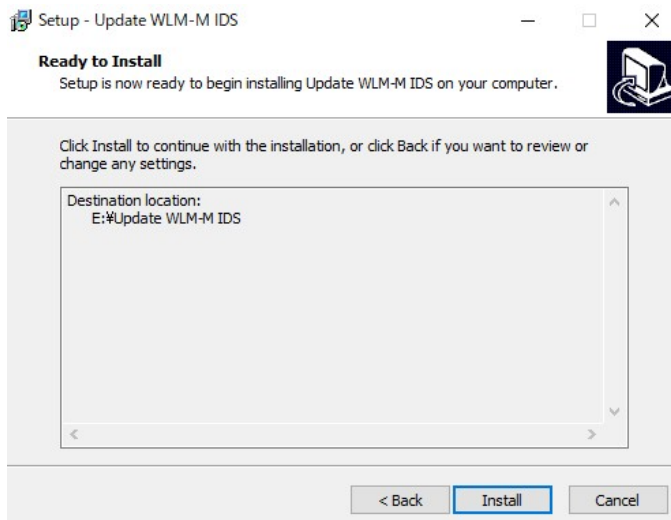 Setup - Update WLM-M IDS
Ready to Install
Setup is now ready to begin installing Update WLM-M IDS on your computer.
Click Install to continue with the installation, or click Back if you want to review or
change any settings.
Destination location:
E:¥Update WLM-M IDS
< Back
Install
Cancel